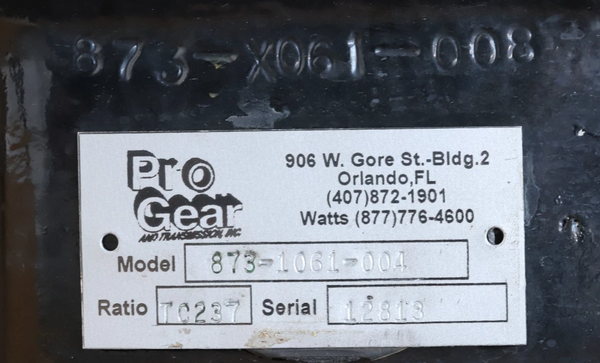 873-X061-008
Pro
Gear
AND TRANSMISSION, INC.
906 W. Gore St.-Bldg.2
Orlando,FL
(407)872-1901
Watts (877)776-4600
Model 873-1061-004
Ratio TC237 Serial 12813